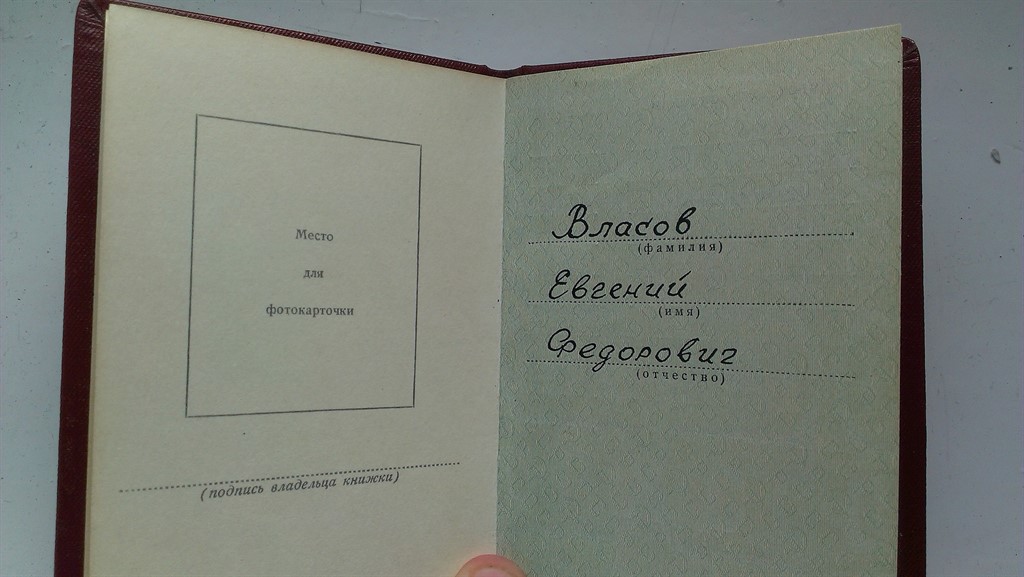 Место
для
фотокарточки
(подпись владельца книжки)
Власов
(фамилия)
Евгений
(имя)
Федорович
(отчество)